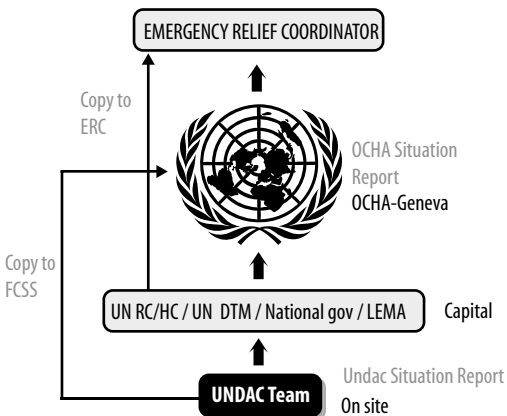 EMERGENCY RELIEF COORDINATOR
Copy to
ERC
OCHA Situation
Report
OCHA-Geneva
Copy to
FCSS
UN RC/HC / UN DTM / National gov / LEMA
Capital
UNDAC Team
Undac Situation Report
On site